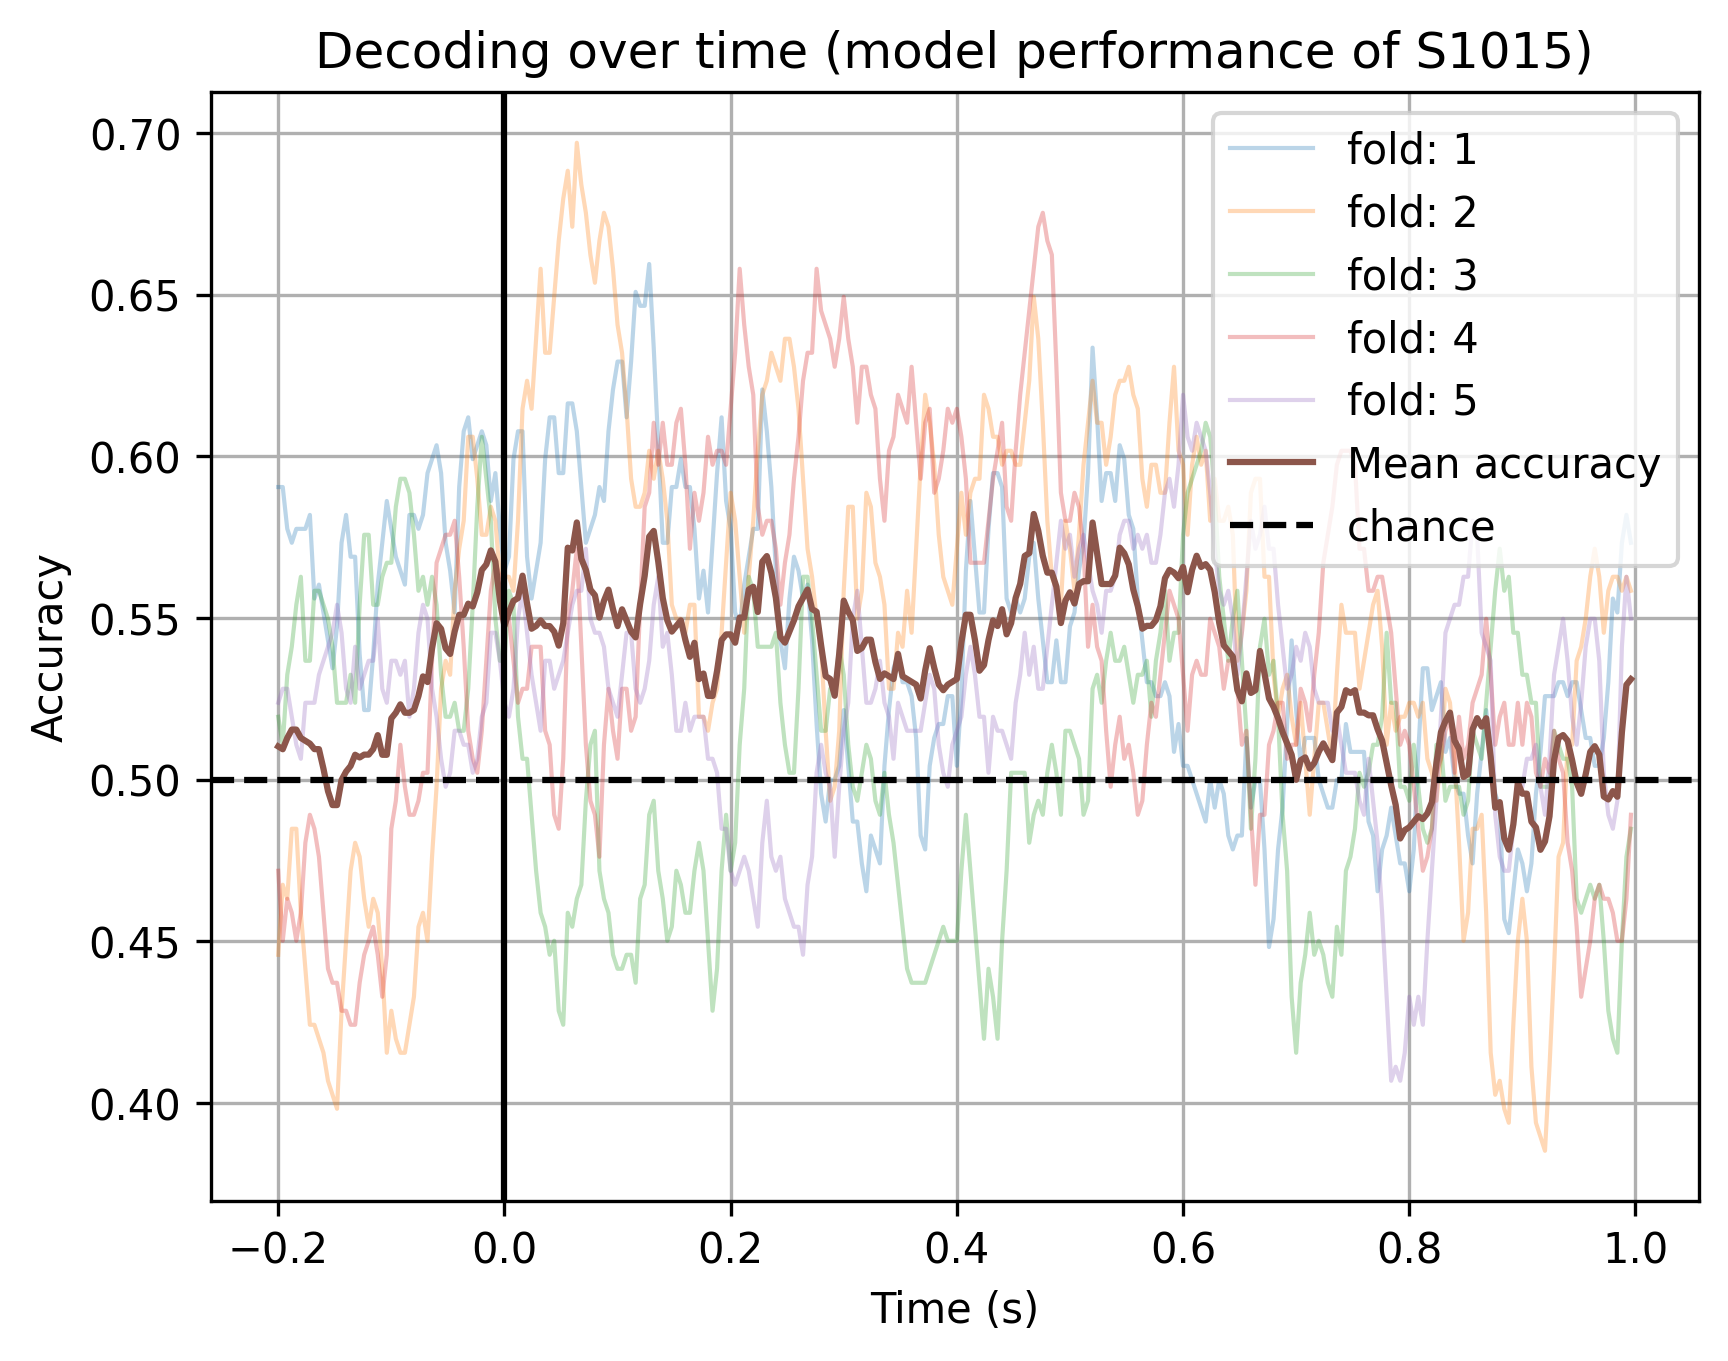 Decoding over time (model performance of S1015)
Accuracy
0.70
0.65
0.60
0.55
0.50
0.45
0.40
−0.2
0.0
0.2
0.4
0.6
0.8
1.0
Time (s)
fold: 1
fold: 2
fold: 3
fold: 4
fold: 5
Mean accuracy
chance